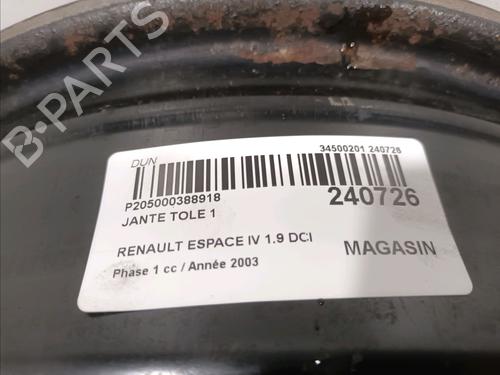 B-PARTS
DUN
34500201 240726
P205000388918
240726
JANTE TOLE 1
RENAULT ESPACE IV 1.9 DCI
MAGASIN
Phase 1 cc / Année 2003